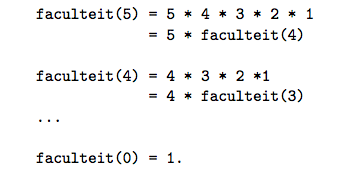 faculteit(5) = 5 * 4 * 3 * 2 * 1
= 5 * faculteit(4)
faculteit(4) = 4 * 3 * 2 *1
= 4 * faculteit(3)
...
faculteit(0) = 1.